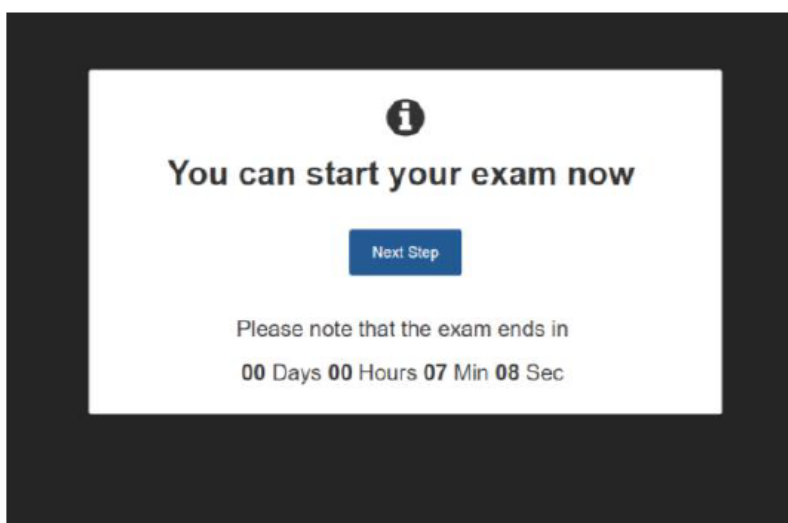 You can start your exam now
Next Step
Please note that the exam ends in
00 Days 00 Hours 07 Min 08 Sec